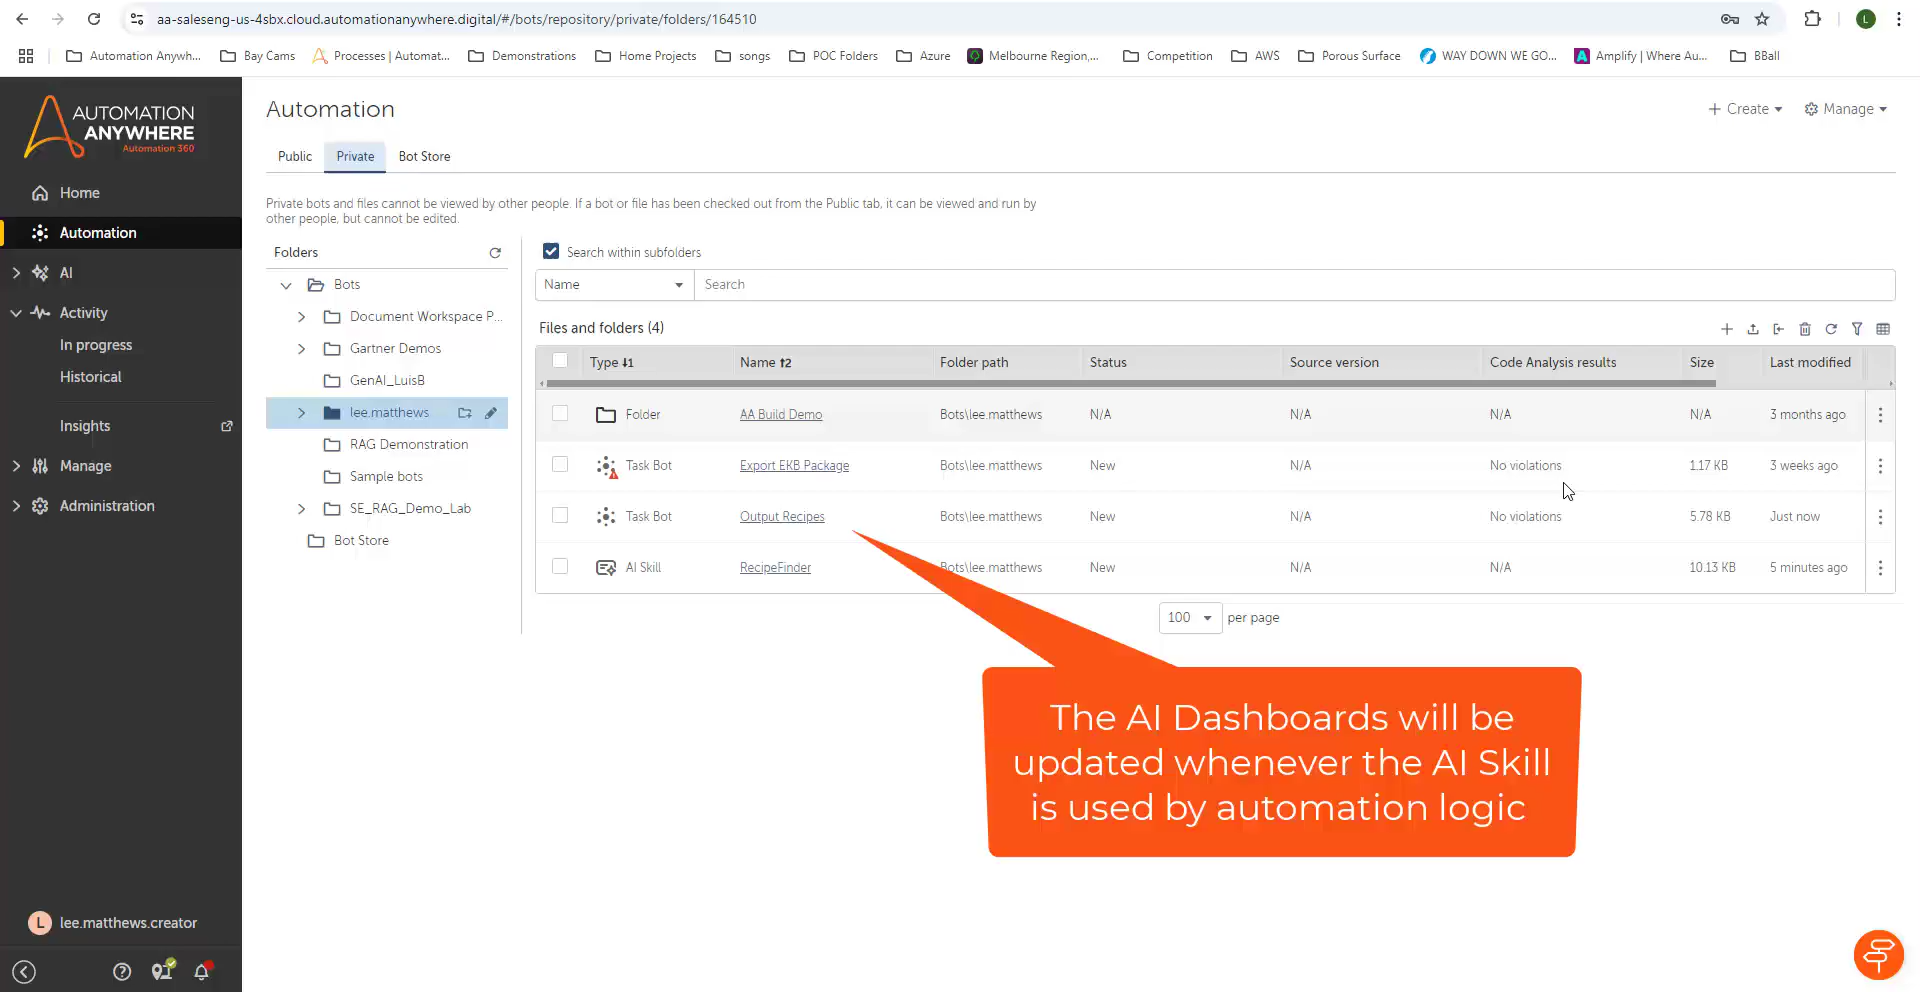 aa-saleseng-us-4sbx.cloud.automationanywhere.digital/#/bots/repository/private/folders/164510
L
Automation Anywh...
Bay Cams
Processes | Automat...
Demonstrations
Home Projects
songs
POC Folders
Azure
Melbourne Region,...
Competition
AWS
Porous Surface
WAY DOWN WE GO...
Amplify | Where Au...
BBall
AUTOMATION
ANYWHERE
Automation 360
Home
Automation
AI
Activity
In progress
Historical
Insights
Manage
Administration
L
lee.matthews.creator
Automation
Create
Manage
Public
Private
Bot Store
Private bots and files cannot be viewed by other people. If a bot or file has been checked out from the Public tab, it can be viewed and run by
other people, but cannot be edited.
Folders
Bots
Document Workspace P...
Gartner Demos
GenAI_LuisB
lee.matthews
RAG Demonstration
Sample bots
SE_RAG_Demo_Lab
Bot Store
Search within subfolders
Name
Search
Files and folders (4)
Type ↓1 Name ↑2 Folder path Status Source version Code Analysis results Size Last modified
Folder AA Build Demo Bots\lee.matthews N/A N/A N/A N/A 3 months ago
Task Bot Export EKB Package Bots\lee.matthews New N/A No violations 1.17 KB 3 weeks ago
Task Bot Output Recipes Bots\lee.matthews New N/A No violations 5.78 KB Just now
AI Skill RecipeFinder Bots\lee.matthews New N/A N/A 10.13 KB 5 minutes ago
100 per page
The AI Dashboards will be
updated whenever the AI Skill
is used by automation logic